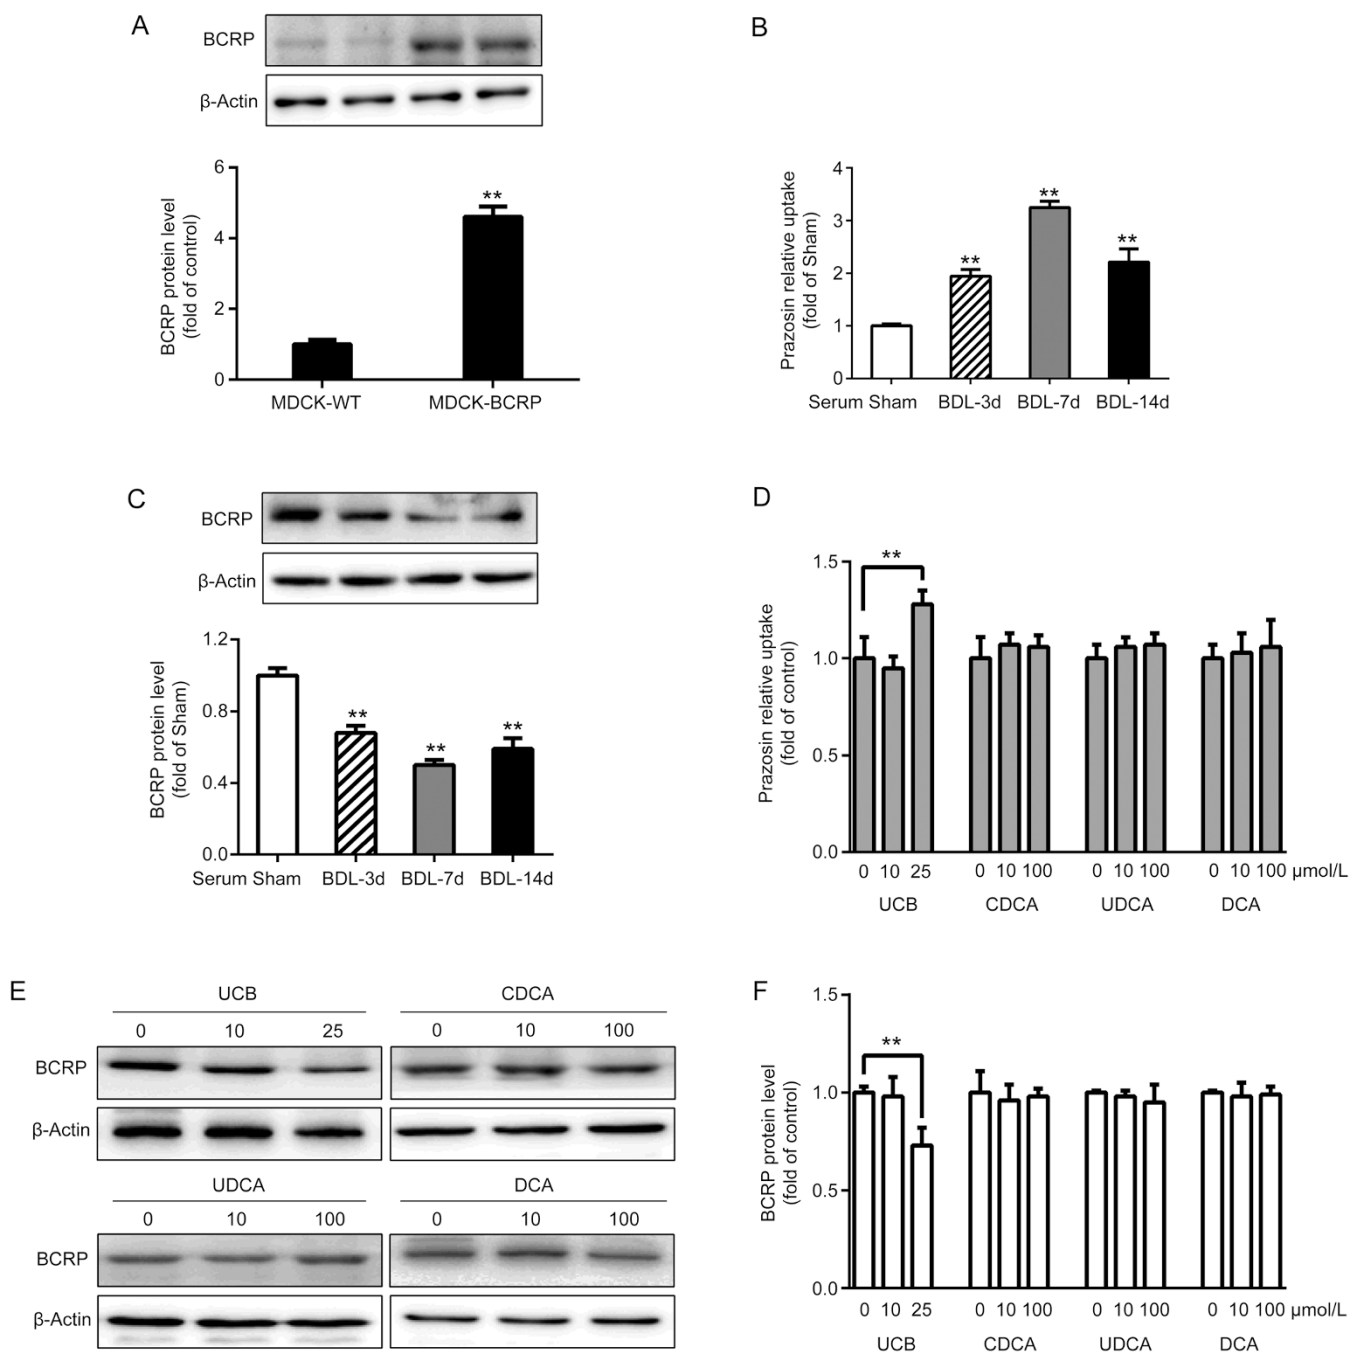 A
BCRP
β-Actin
BCRP protein level
(fold of control)
6
4
2
0
**
MDCK-WT MDCK-BCRP
B
Prazosin relative uptake
(fold of Sham)
4
3
2
1
0
** ** **
Serum Sham BDL-3d BDL-7d BDL-14d
C
BCRP
β-Actin
BCRP protein level
(fold of Sham)
1.2
0.8
0.4
0.0
** ** **
Serum Sham BDL-3d BDL-7d BDL-14d
D
Prazosin relative uptake
(fold of control)
1.5
1.0
0.5
0.0
**
0 10 25 0 10 100 0 10 100 0 10 100 μmol/L
UCB CDCA UDCA DCA
E
UCB CDCA
0 10 25 0 10 100
BCRP
β-Actin
UDCA DCA
0 10 100 0 10 100
BCRP
β-Actin
F
BCRP protein level
(fold of control)
1.5
1.0
0.5
0.0
**
0 10 25 0 10 100 0 10 100 0 10 100 μmol/L
UCB CDCA UDCA DCA